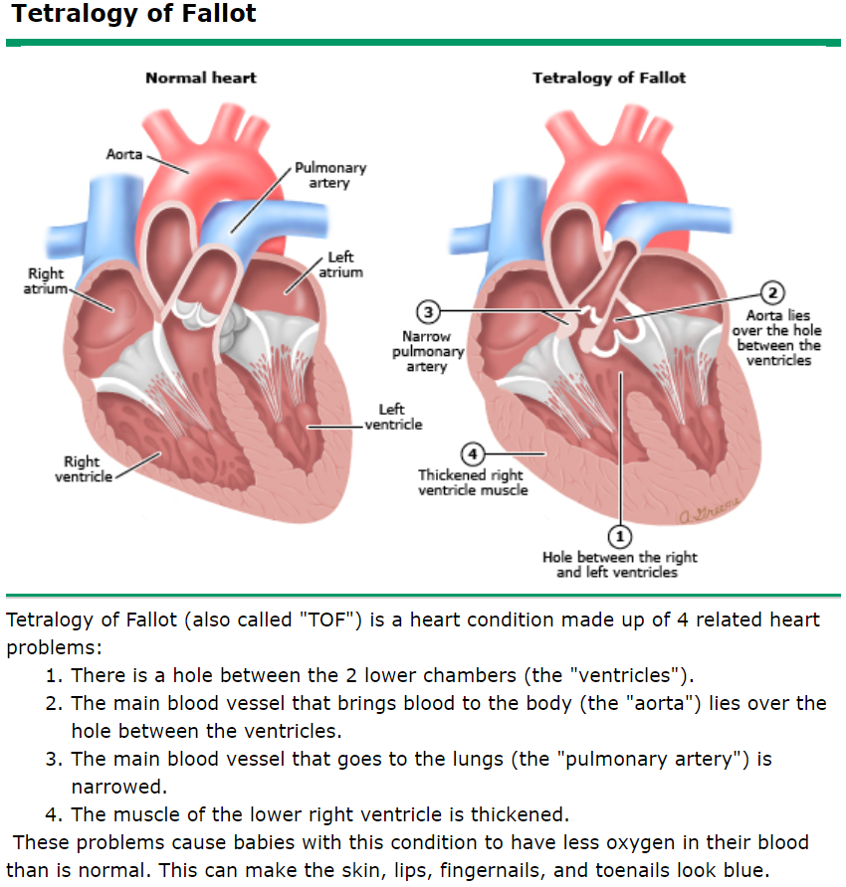 Tetralogy of Fallot
Normal heart
Aorta
Pulmonary
artery
Left
atrium
Right
atrium
Left
ventricle
Right
ventricle
Tetralogy of Fallot
3
Narrow
pulmonary
artery
2
Aorta lies
over the hole
between the
ventricles
4
Thickened right
ventricle muscle
1
Hole between the right
and left ventricles
Tetralogy of Fallot (also called "TOF") is a heart condition made up of 4 related heart
problems:
1. There is a hole between the 2 lower chambers (the "ventricles").
2. The main blood vessel that brings blood to the body (the "aorta") lies over the
hole between the ventricles.
3. The main blood vessel that goes to the lungs (the "pulmonary artery") is
narrowed.
4. The muscle of the lower right ventricle is thickened.
These problems cause babies with this condition to have less oxygen in their blood
than is normal. This can make the skin, lips, fingernails, and toenails look blue.